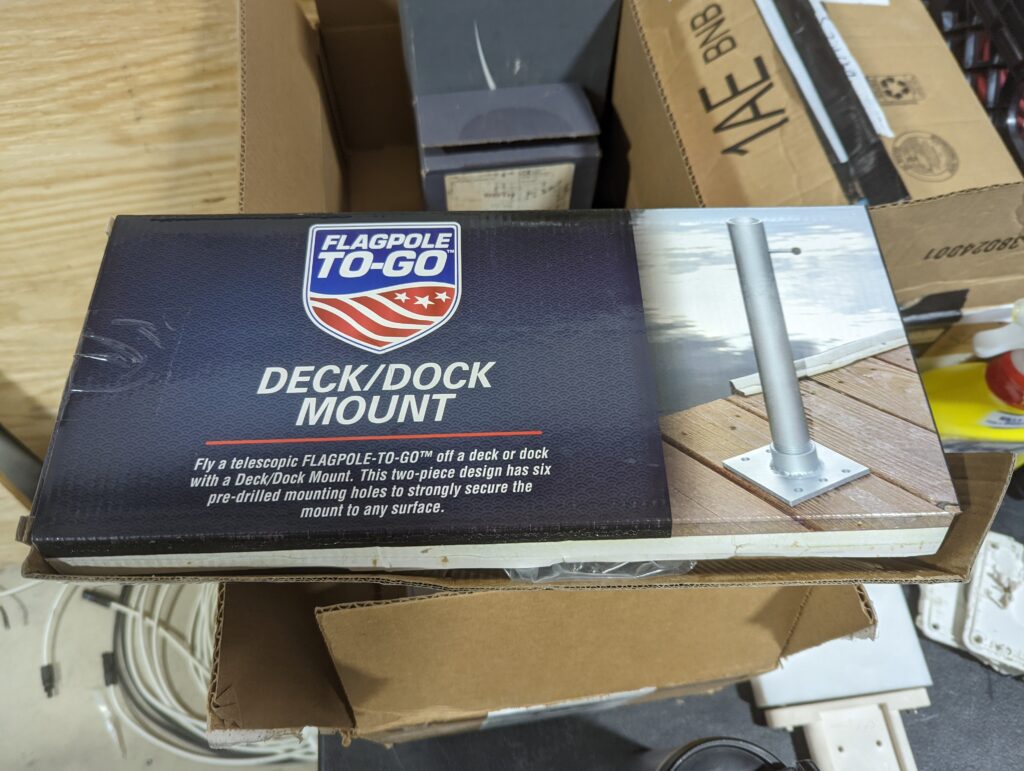 1AE BNB
39024D01
FLAGPOLE
TO-GO™
DECK/DOCK
MOUNT
Fly a telescopic FLAGPOLE-TO-GO™ off a deck or dock
with a Deck/Dock Mount. This two-piece design has six
pre-drilled mounting holes to strongly secure the
mount to any surface.